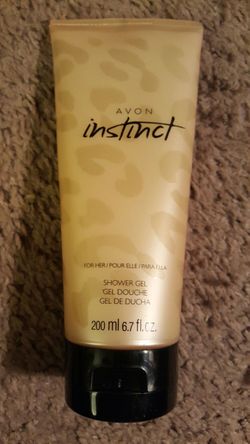 AVON
instinct
FOR HER/POUR ELLE/PARA ELLA
SHOWER GEL
GEL DOUCHE
GEL DE DUCHA
200 ml 6.7 fl.oz.